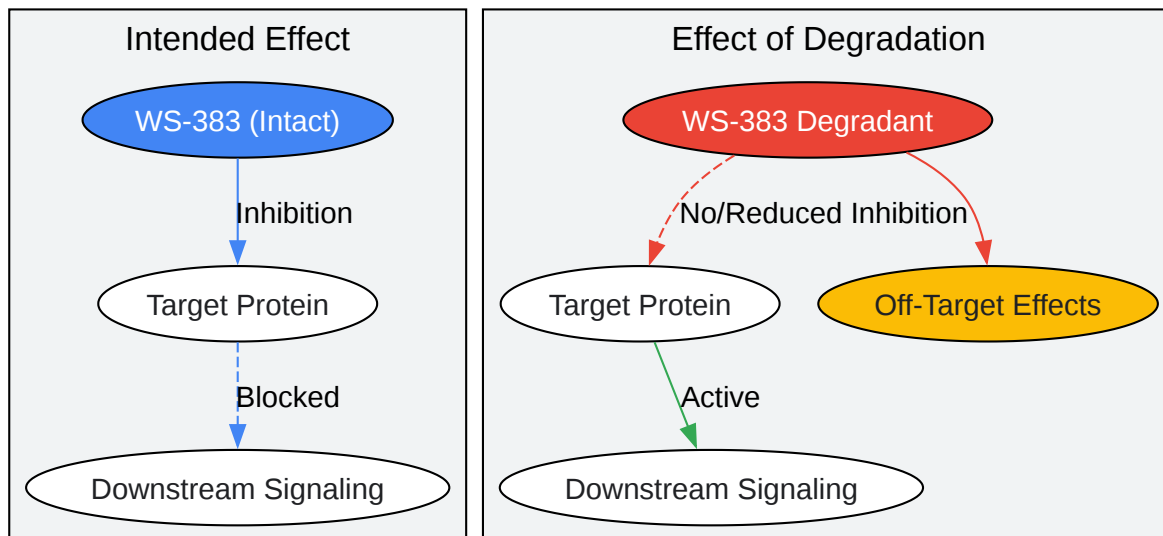 Intended Effect
WS-383 (Intact)
Inhibition
Target Protein
Blocked
Downstream Signaling
Effect of Degradation
WS-383 Degradant
No/Reduced Inhibition
Target Protein
Off-Target Effects
Active
Downstream Signaling